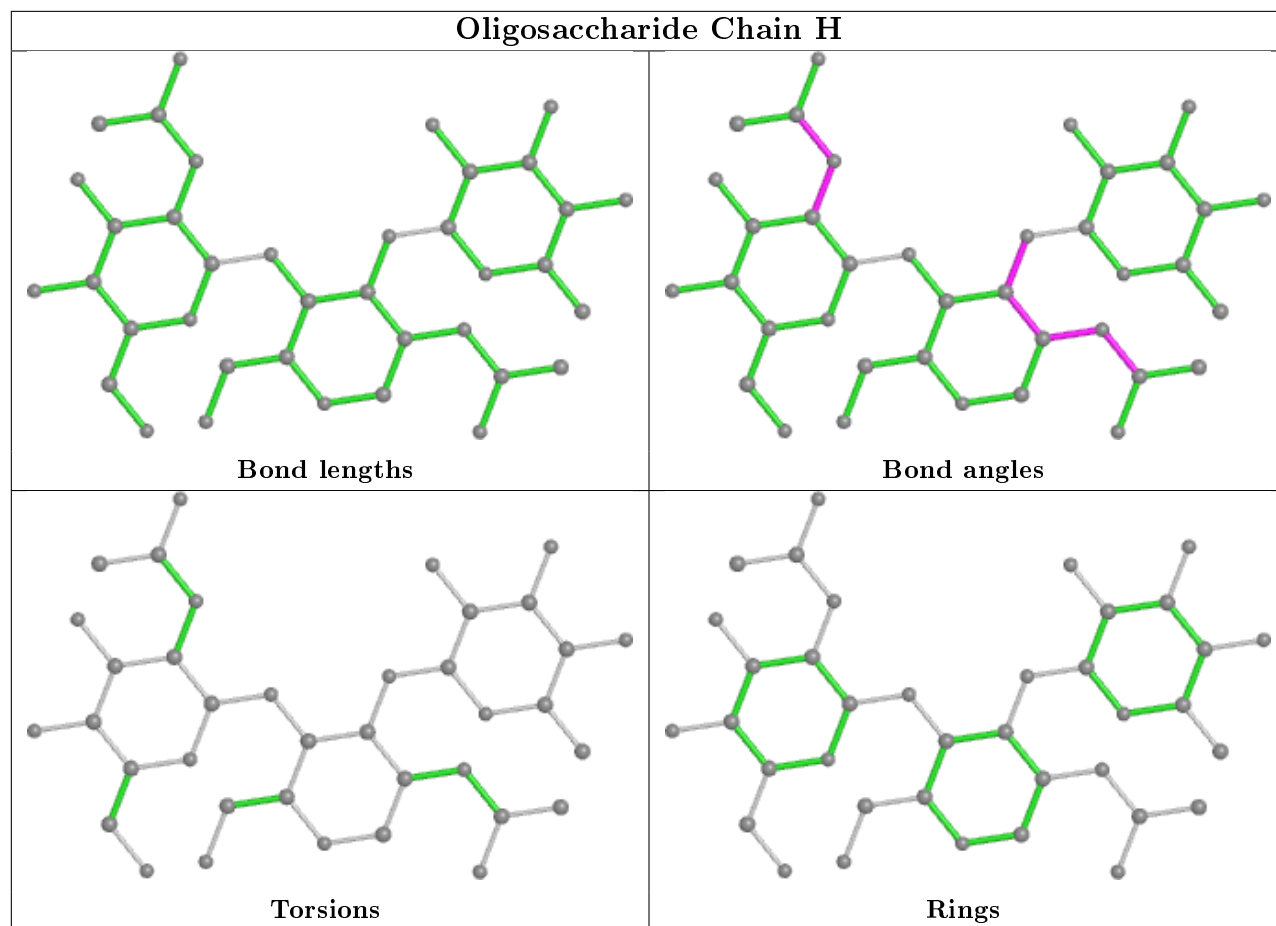 Oligosaccharide Chain H
Bond lengths
Bond angles
Torsions
Rings